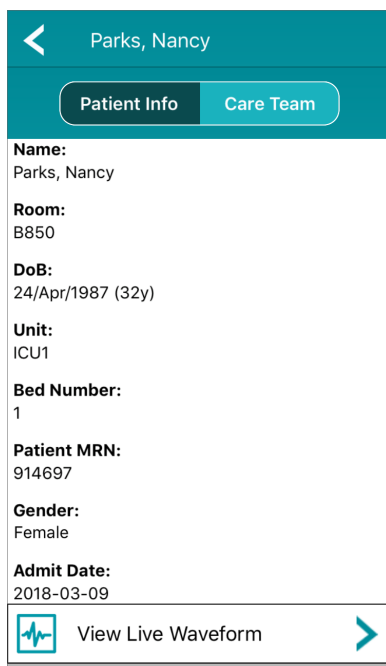 Parks, Nancy
Patient Info Care Team
Name:
Parks, Nancy
Room:
B850
DoB:
24/Apr/1987 (32y)
Unit:
ICU1
Bed Number:
1
Patient MRN:
914697
Gender:
Female
Admit Date:
2018-03-09
View Live Waveform